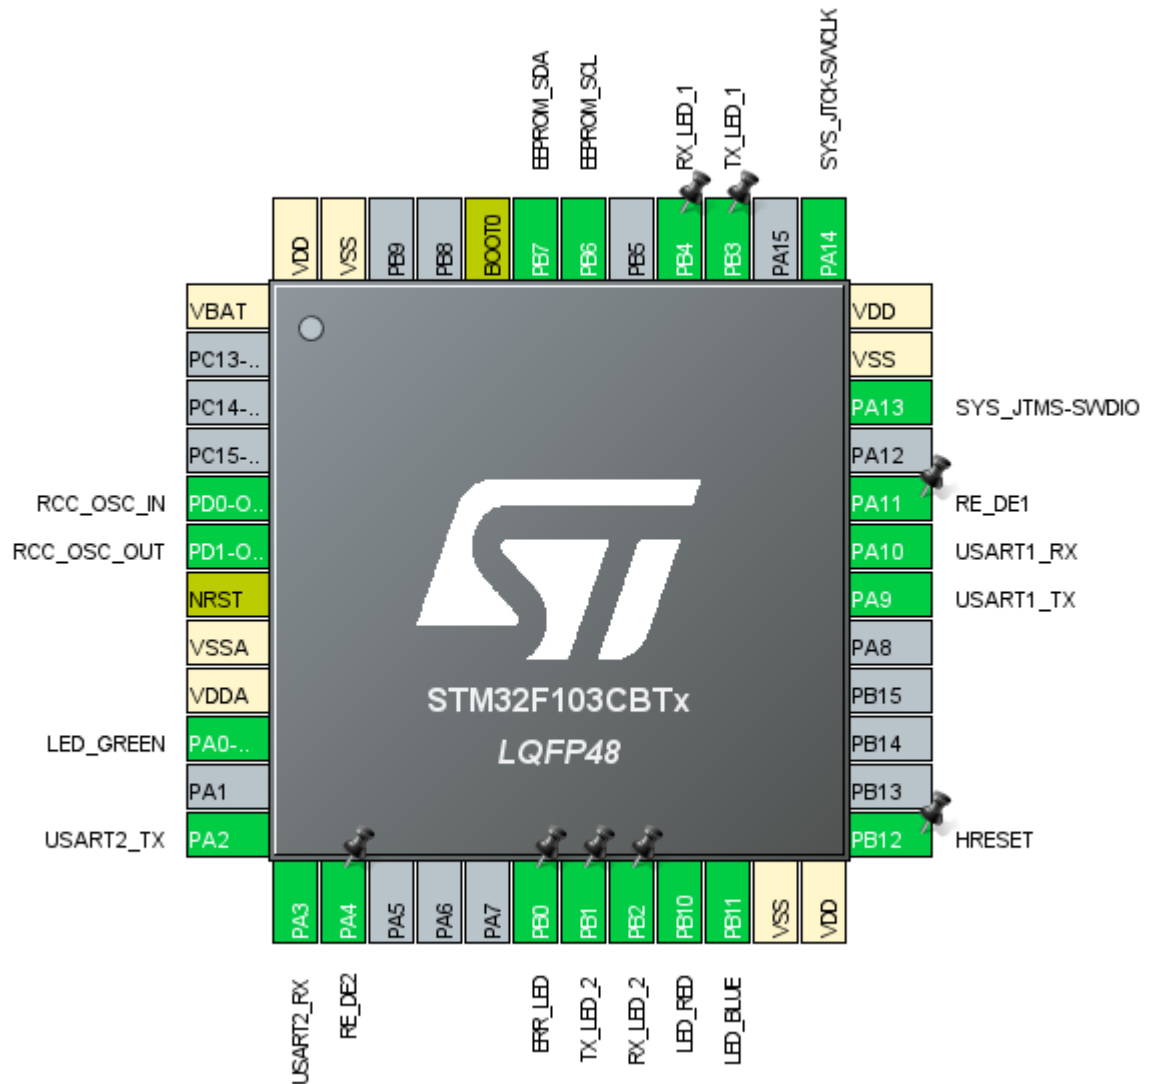 EEPROM_SDA
EEPROM_SCL
RX_LED_1
TX_LED_1
SYS_JTCK-SWCLK
VDD
VSS
PB9
PB8
BOOT0
PB7
PB6
PB5
PB4
PB3
PA15
PA14
VBAT
PC13-..
PC14-..
PC15-..
RCC_OSC_IN
PD0-O..
RCC_OSC_OUT
PD1-O..
NRST
VSSA
VDDA
LED_GREEN
PA0-..
PA1
USART2_TX
PA2
STM32F103CBTx
LQFP48
VDD
VSS
PA13
SYS_JTMS-SWDIO
PA12
PA11
RE_DE1
PA10
USART1_RX
PA9
USART1_TX
PA8
PB15
PB14
PB13
PB12
HRESET
PA3
PA4
PA5
PA6
PA7
PB0
PB1
PB2
PB10
PB11
VSS
VDD
USART2_RX
RE_DE2
ERR_LED
TX_LED_2
RX_LED_2
LED_RED
LED_BLUE